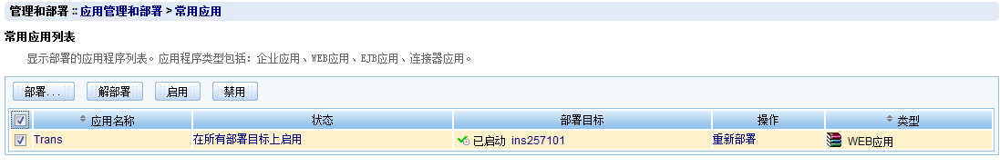 管理和部署 :: 应用管理和部署 > 常用应用
常用应用列表
显示部署的应用程序列表。应用程序类型包括：企业应用、WEB应用、EJB应用、连接器应用。
部署... 解部署 启用 禁用
应用名称 状态 部署目标 操作 类型
Trans 在所有部署目标上启用 已启动 ins257101 重新部署 WEB应用